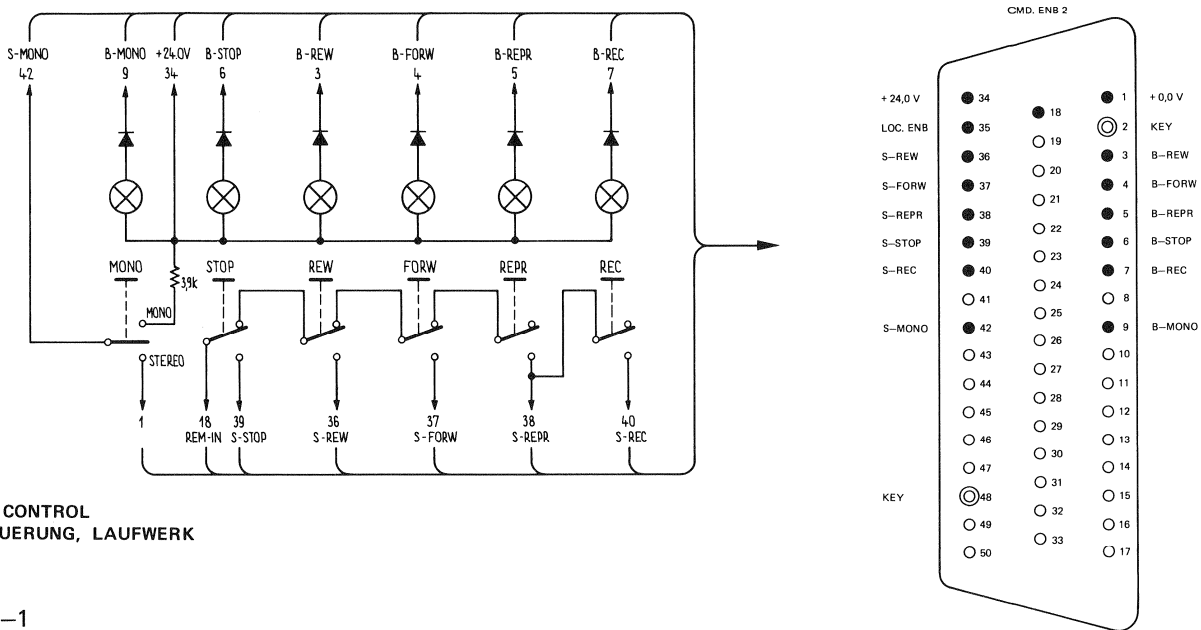 CMD. ENB 2
S-MONO B-MONO +24.0V B-STOP B-REW B-FORW B-REPR B-REC
42 9 34 6 3 4 5 7
3,9k
MONO STOP REW FORW REPR REC
MONO
STEREO
1 18 39 36 37 38 40
REM-IN S-STOP S-REW S-FORW S-REPR S-REC
CONTROL
UERUNG, LAUFWERK
–1
+ 24,0 V 34
LOC. ENB 35
S–REW 36
S–FORW 37
S–REPR 38
S–STOP 39
S–REC 40
41
S–MONO 42
43
44
45
46
47
KEY 48
49
50
18
19
20
21
22
23
24
25
26
27
28
29
30
31
32
33
1 + 0,0 V
2 KEY
3 B–REW
4 B–FORW
5 B–REPR
6 B–STOP
7 B–REC
8
9 B–MONO
10
11
12
13
14
15
16
17